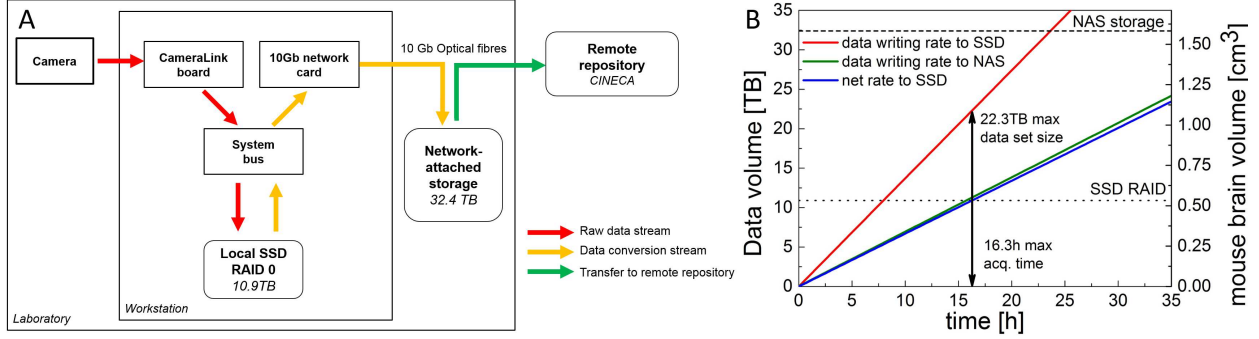 A
Camera
CameraLink
board
10Gb network
card
10 Gb Optical fibres
Remote
repository
CINECA
System
bus
Network-
attached
storage
32.4 TB
Local SSD
RAID 0
10.9TB
Raw data stream
Data conversion stream
Transfer to remote repository
Workstation
Laboratory
B
35
30
25
20
15
10
5
0
Data volume [TB]
NAS storage
data writing rate to SSD
data writing rate to NAS
net rate to SSD
22.3TB max
data set size
SSD RAID
16.3h max
acq. time
0 5 10 15 20 25 30 35
time [h]
1.50
1.25
1.00
0.75
0.50
0.25
0.00
mouse brain volume [cm³]